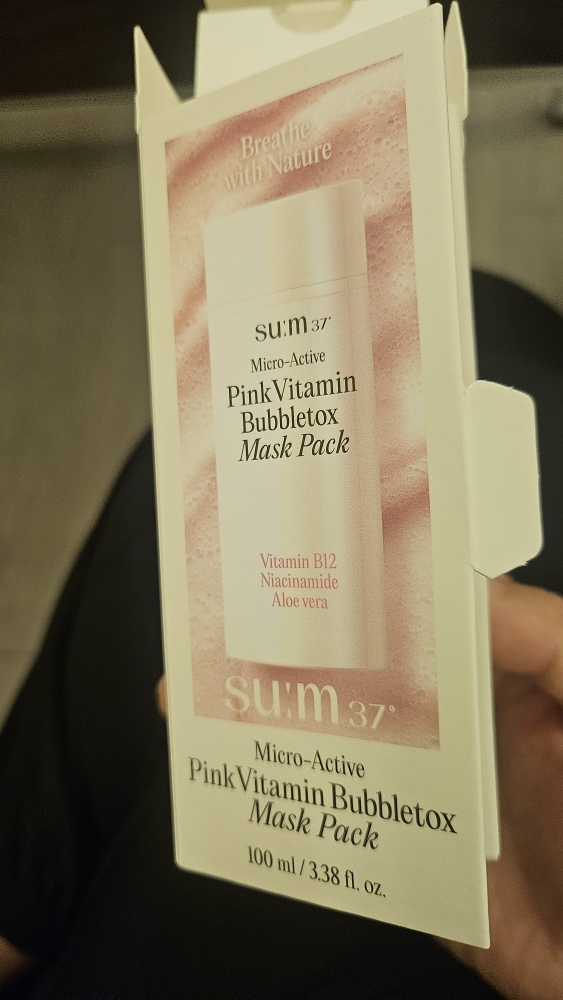 Breathe
with Nature
su:m37°
Micro-Active
PinkVitamin
Bubbletox
Mask Pack
Vitamin B12
Niacinamide
Aloe vera
su:m37°
Micro-Active
PinkVitamin Bubbletox
Mask Pack
100 ml / 3.38 fl. oz.